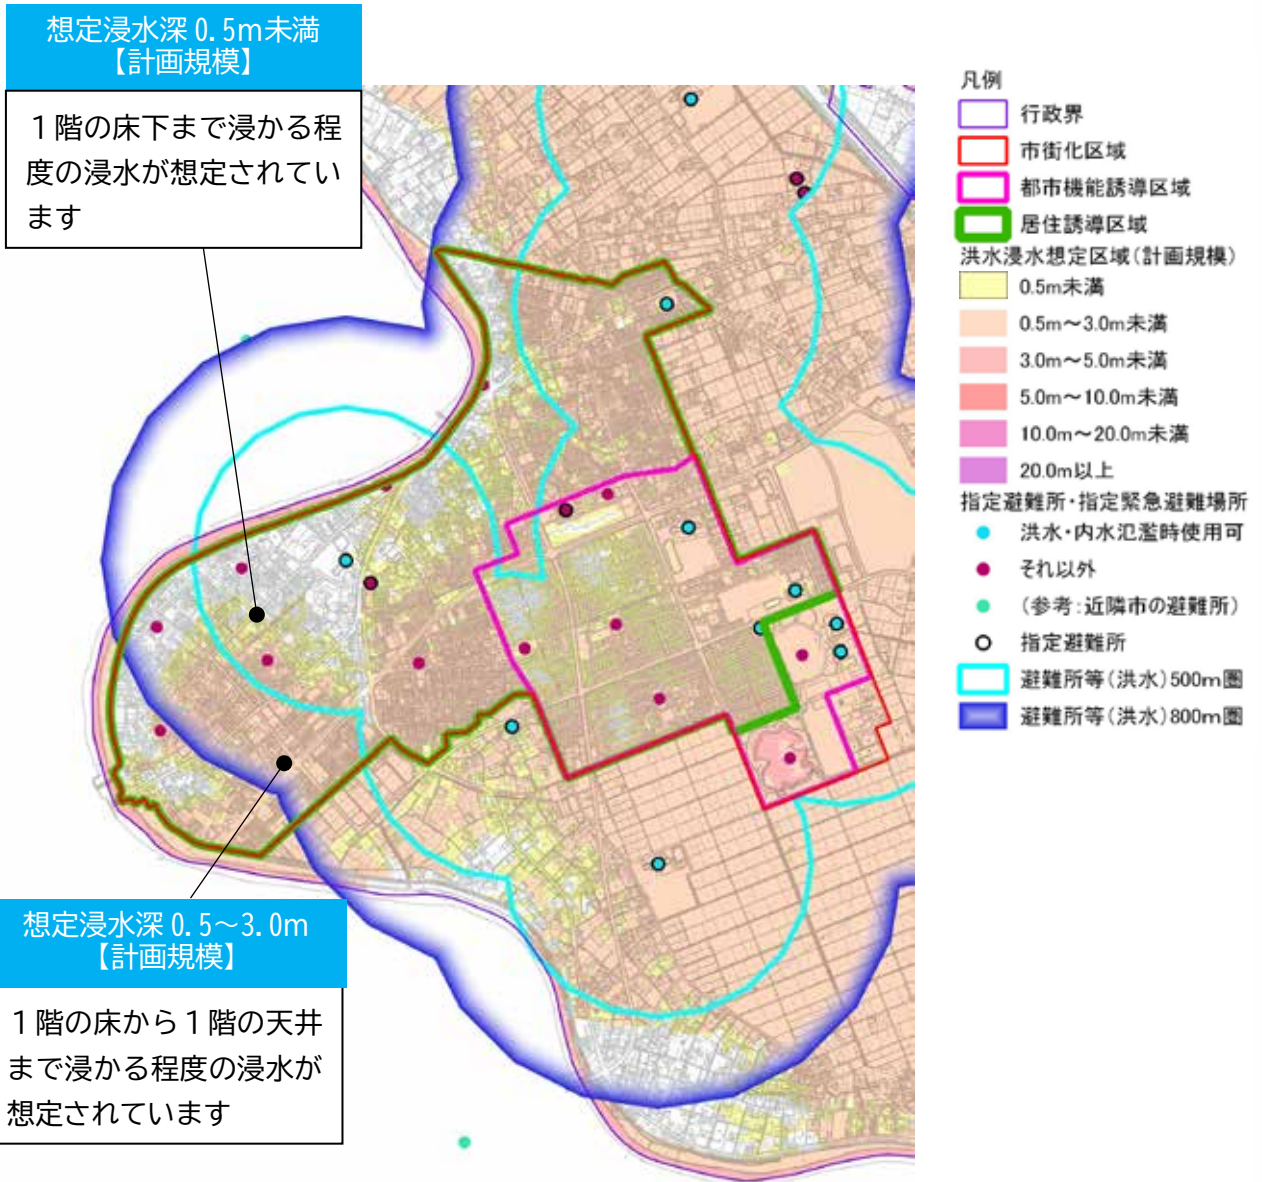 想定浸水深 0.5m未満
【計画規模】
１階の床下まで浸かる程
度の浸水が想定されてい
ます
想定浸水深 0.5～3.0m
【計画規模】
１階の床から１階の天井
まで浸かる程度の浸水が
想定されています
凡例
行政界
市街化区域
都市機能誘導区域
居住誘導区域
洪水浸水想定区域(計画規模)
0.5m未満
0.5m～3.0m未満
3.0m～5.0m未満
5.0m～10.0m未満
10.0m～20.0m未満
20.0m以上
指定避難所・指定緊急避難場所
洪水・内水氾濫時使用可
それ以外
(参考:近隣市の避難所)
指定避難所
避難所等(洪水)500m圏
避難所等(洪水)800m圏